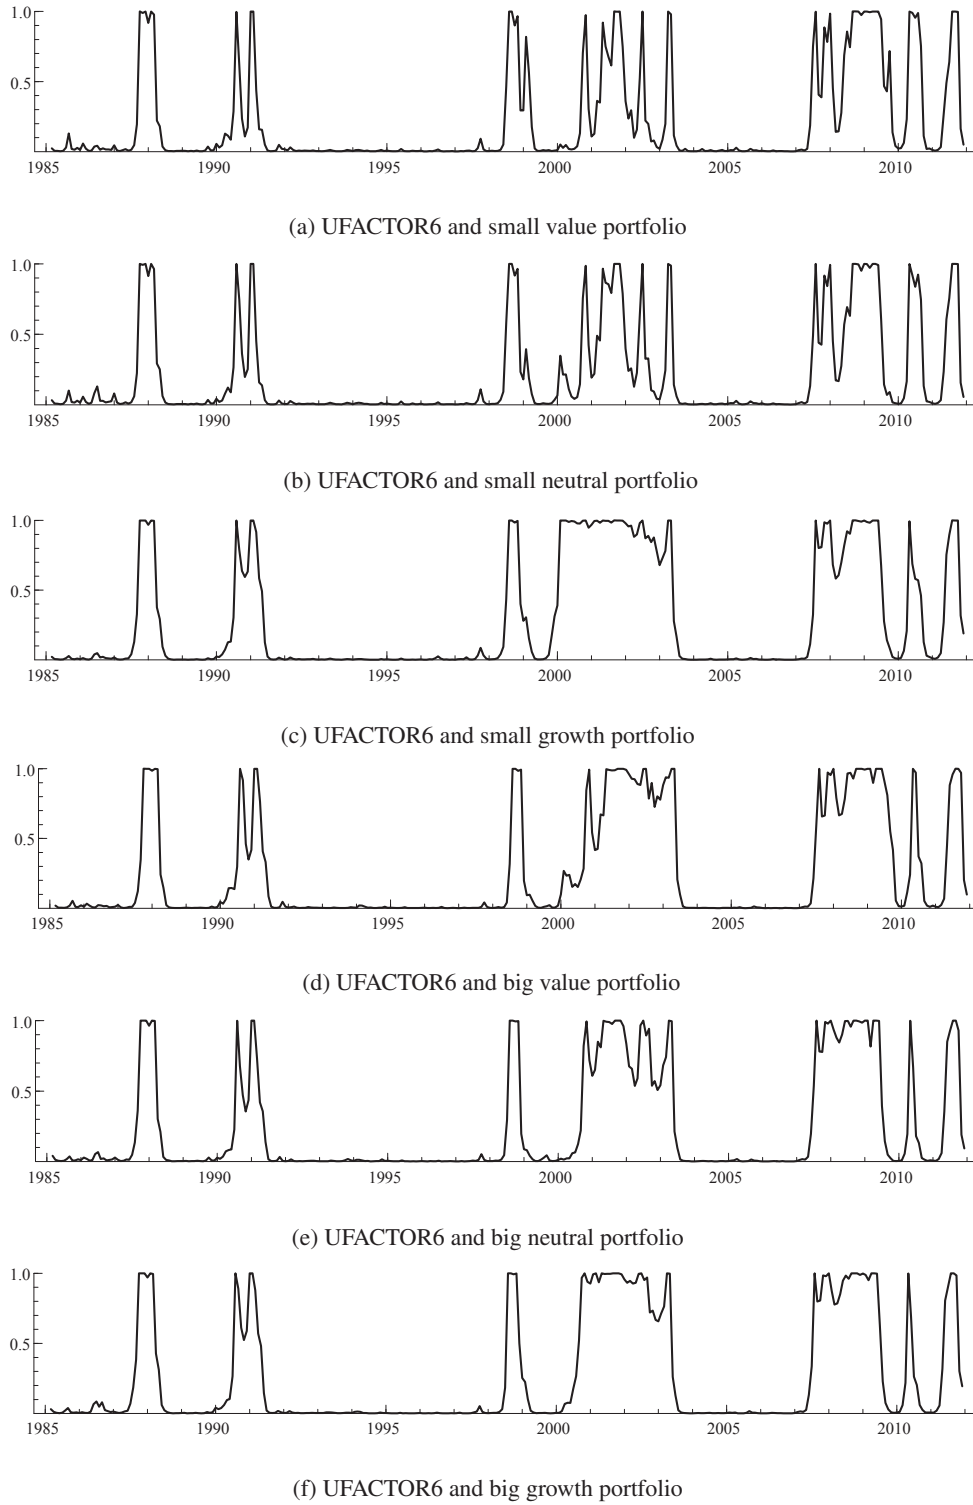 1.0
0.5
1985 1990 1995 2000 2005 2010
(a) UFACTOR6 and small value portfolio
1.0
0.5
1985 1990 1995 2000 2005 2010
(b) UFACTOR6 and small neutral portfolio
1.0
0.5
1985 1990 1995 2000 2005 2010
(c) UFACTOR6 and small growth portfolio
1.0
0.5
1985 1990 1995 2000 2005 2010
(d) UFACTOR6 and big value portfolio
1.0
0.5
1985 1990 1995 2000 2005 2010
(e) UFACTOR6 and big neutral portfolio
1.0
0.5
1985 1990 1995 2000 2005 2010
(f) UFACTOR6 and big growth portfolio